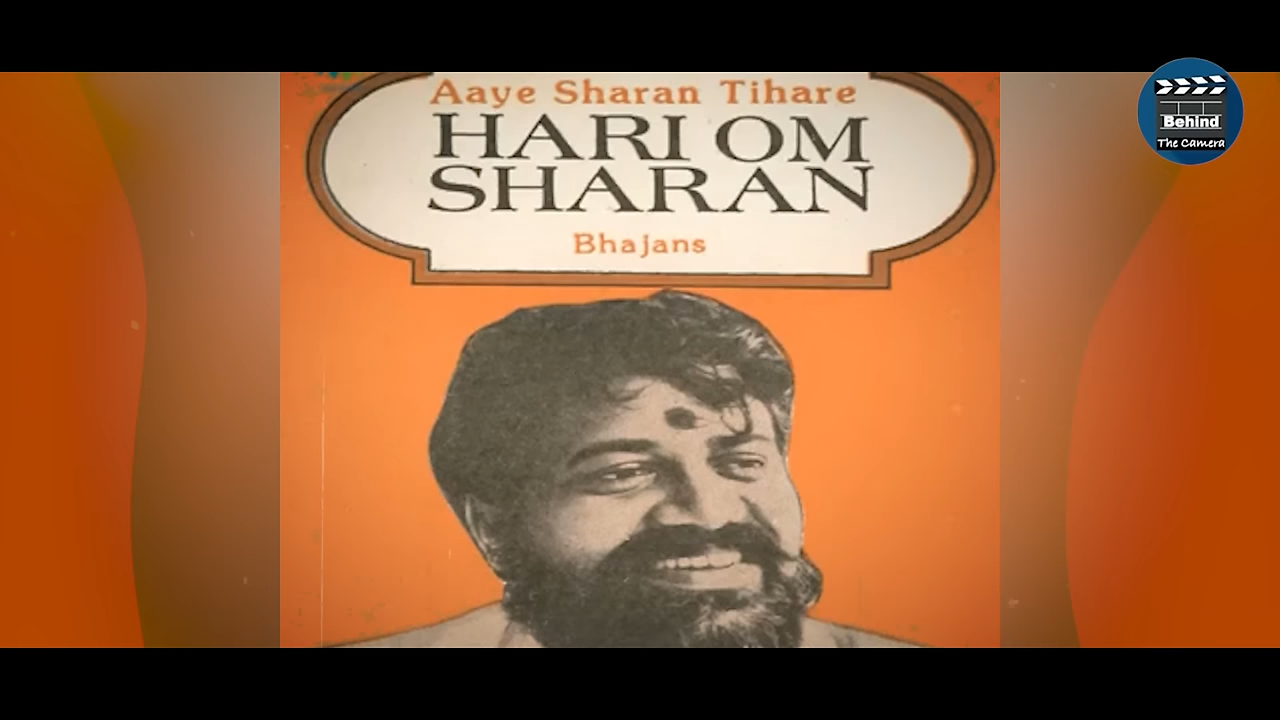 Aaye Sharan Tihare
HARI OM
SHARAN
Bhajans
Behind
The Camera